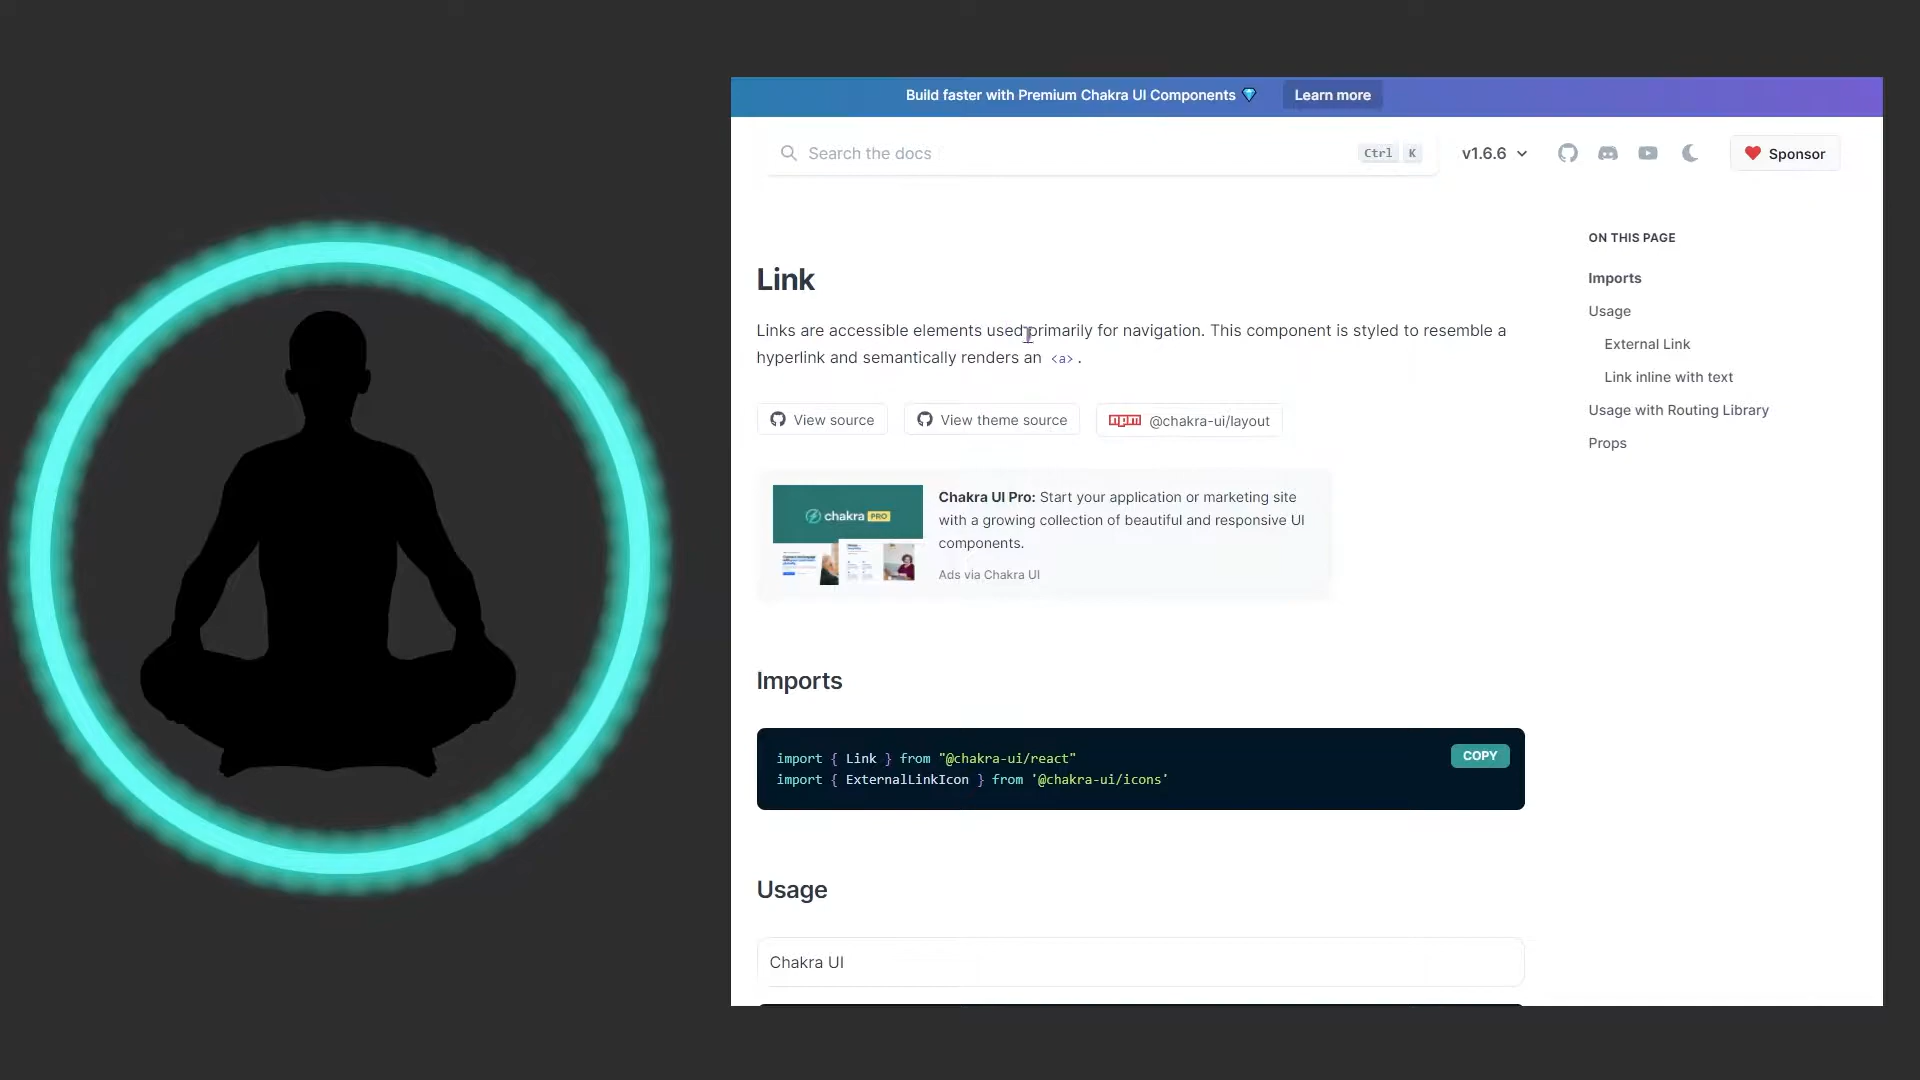 Build faster with Premium Chakra UI Components 💎 Learn more
Search the docs Ctrl K v1.6.6 Sponsor
ON THIS PAGE
Imports
Usage
External Link
Link inline with text
Usage with Routing Library
Props
Link
Links are accessible elements used primarily for navigation. This component is styled to resemble a
hyperlink and semantically renders an <a> .
View source View theme source npm @chakra-ui/layout
chakra PRO
Chakra UI Pro: Start your application or marketing site
with a growing collection of beautiful and responsive UI
components.
Ads via Chakra UI
Imports
import { Link } from "@chakra-ui/react"
import { ExternalLinkIcon } from '@chakra-ui/icons'
COPY
Usage
Chakra UI